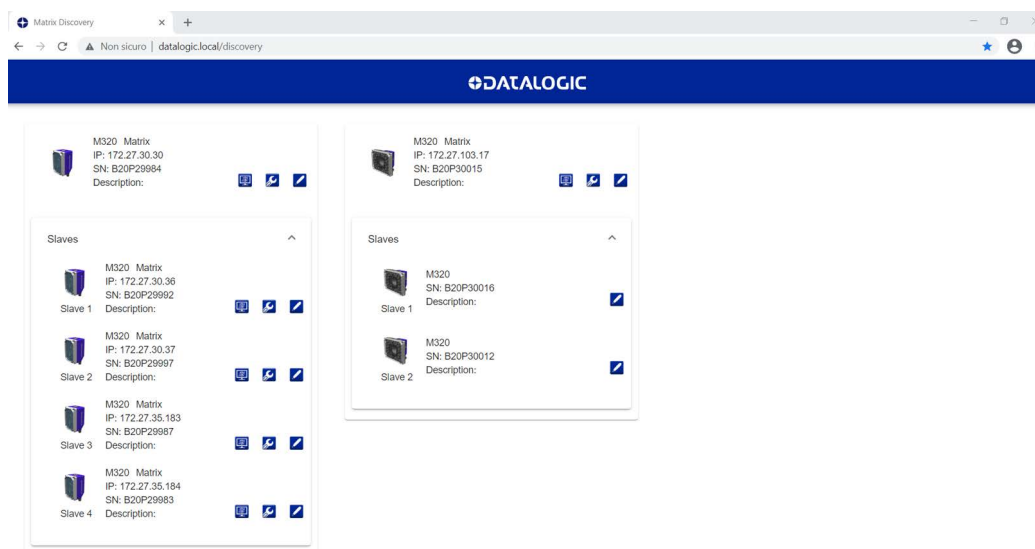 Matrix Discovery
Non sicuro | datalogic.local/discovery
DATALOGIC
M320 Matrix
IP: 172.27.30.30
SN: B20P29984
Description:
Slaves
M320 Matrix
IP: 172.27.30.36
SN: B20P29992
Slave 1 Description:
M320 Matrix
IP: 172.27.30.37
SN: B20P29997
Slave 2 Description:
M320 Matrix
IP: 172.27.35.183
SN: B20P29987
Slave 3 Description:
M320 Matrix
IP: 172.27.35.184
SN: B20P29983
Slave 4 Description:
M320 Matrix
IP: 172.27.103.17
SN: B20P30015
Description:
Slaves
M320
SN: B20P30016
Description:
Slave 1
M320
SN: B20P30012
Description:
Slave 2